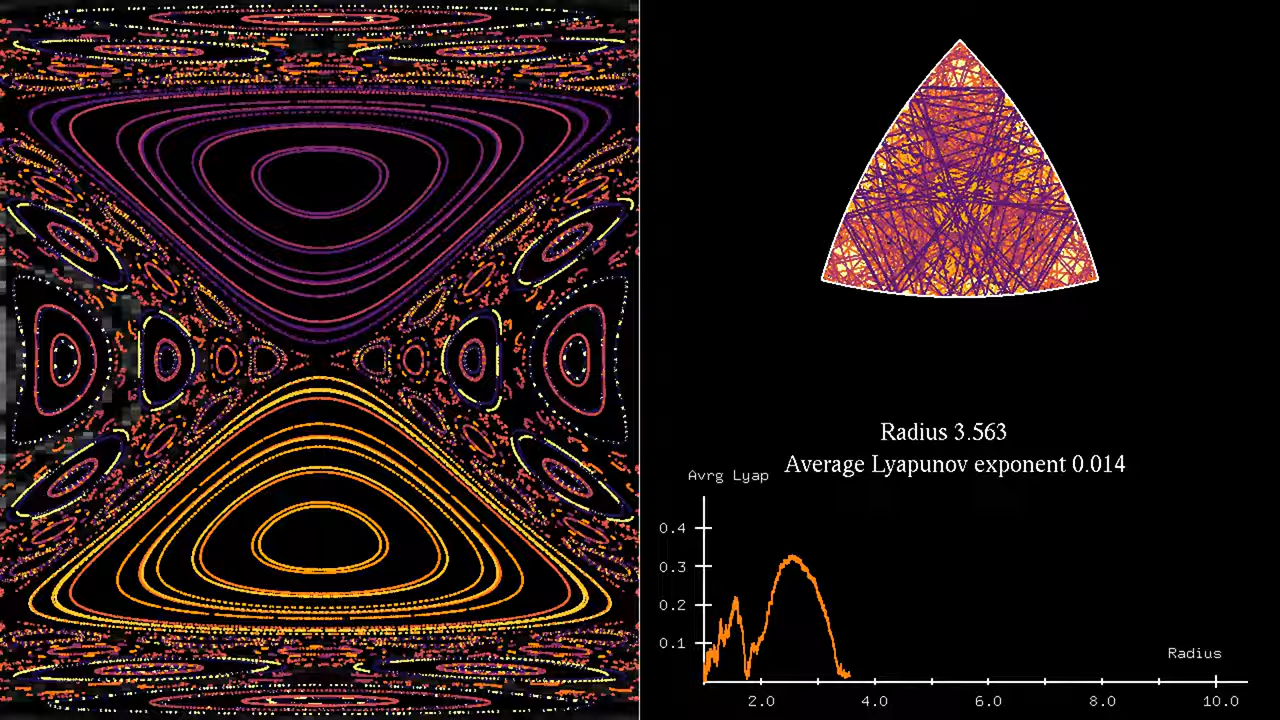 Radius 3.563
Average Lyapunov exponent 0.014
Avrg Lyap
0.4
0.3
0.2
0.1
Radius
2.0 4.0 6.0 8.0 10.0